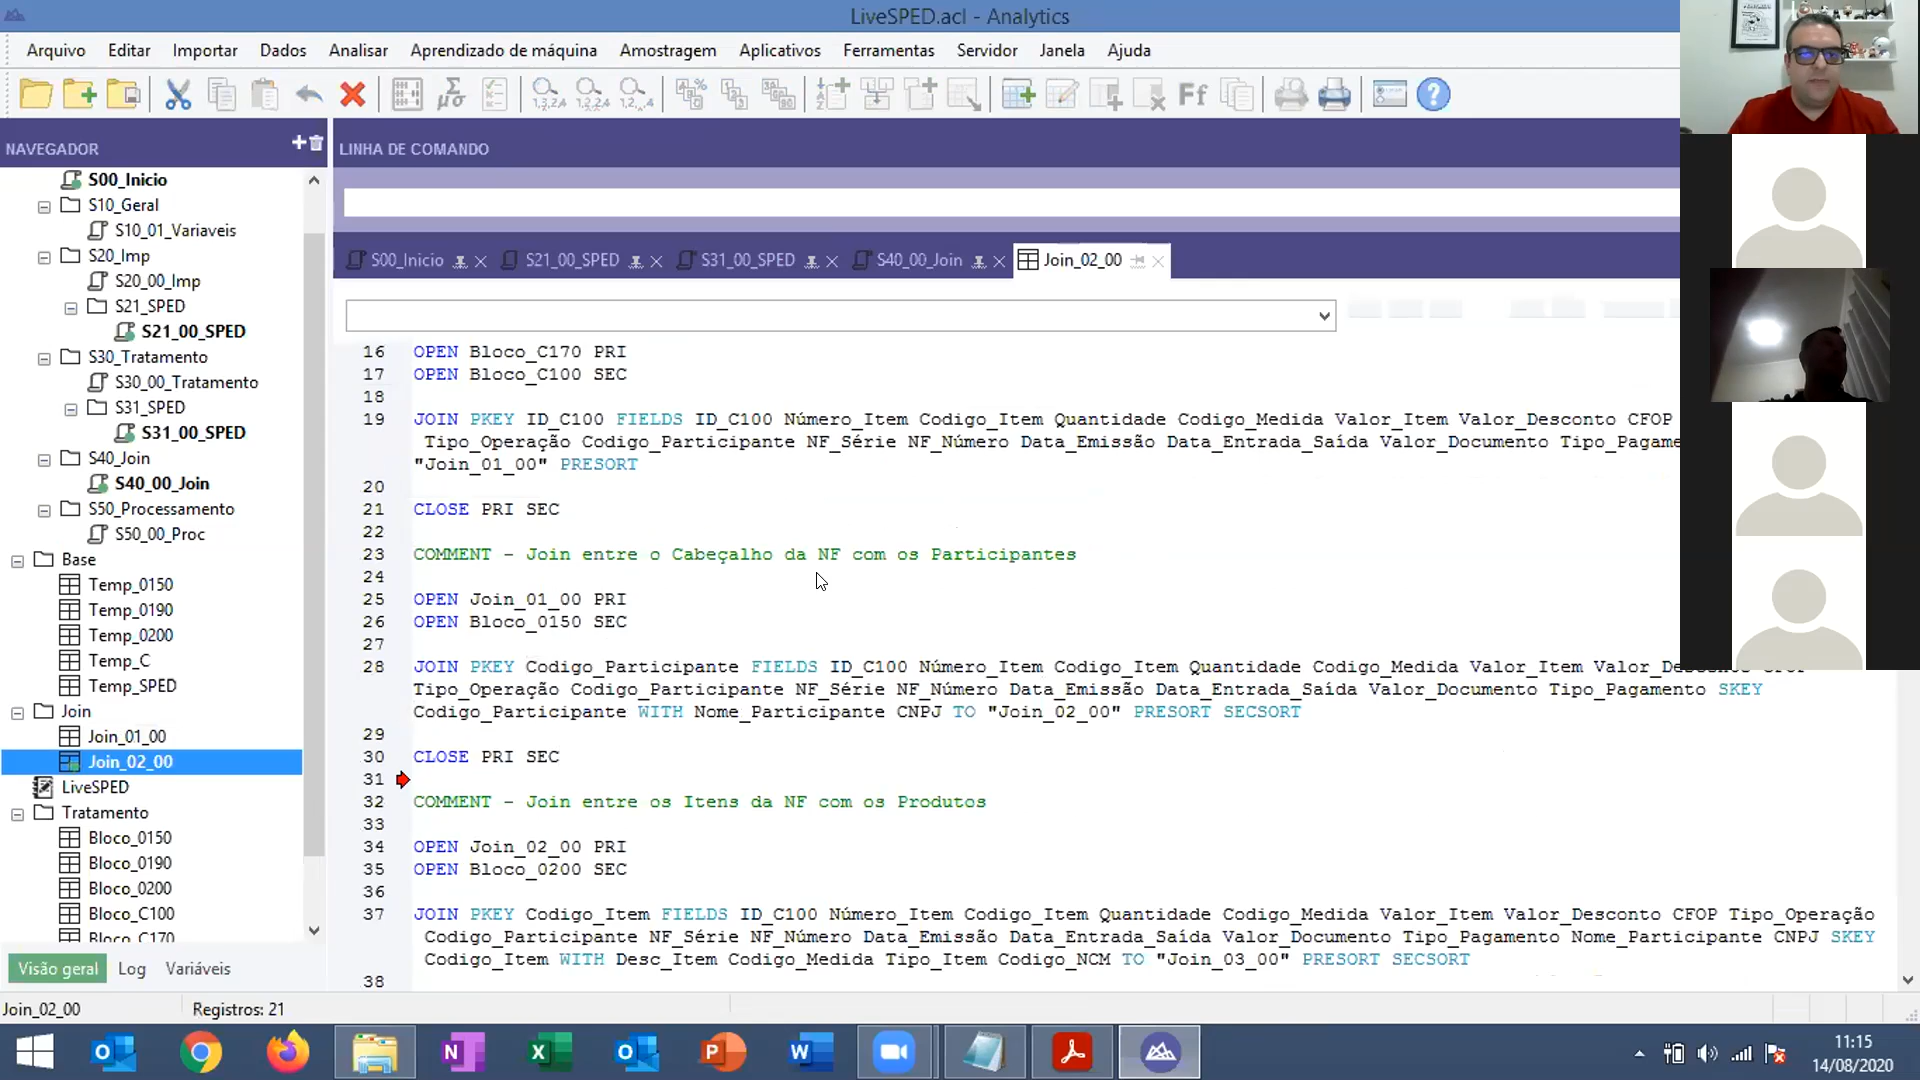 LiveSPED.acl - Analytics
Arquivo Editar Importar Dados Analisar Aprendizado de máquina Amostragem Aplicativos Ferramentas Servidor Janela Ajuda
NAVEGADOR
LINHA DE COMANDO
S00_Inicio
S10_Geral
S10_01_Variaveis
S20_Imp
S20_00_Imp
S21_SPED
S21_00_SPED
S30_Tratamento
S30_00_Tratamento
S31_SPED
S31_00_SPED
S40_Join
S40_00_Join
S50_Processamento
S50_00_Proc
Base
Temp_0150
Temp_0190
Temp_0200
Temp_C
Temp_SPED
Join
Join_01_00
Join_02_00
LiveSPED
Tratamento
Bloco_0150
Bloco_0190
Bloco_0200
Bloco_C100
Bloco_C170
Visão geral Log Variáveis
S00_Inicio S21_00_SPED S31_00_SPED S40_00_Join Join_02_00
16 OPEN Bloco_C170 PRI
17 OPEN Bloco_C100 SEC
18
19 JOIN PKEY ID_C100 FIELDS ID_C100 Número_Item Codigo_Item Quantidade Codigo_Medida Valor_Item Valor_Desconto CFOP
Tipo_Operação Codigo_Participante NF_Série NF_Número Data_Emissão Data_Entrada_Saída Valor_Documento Tipo_Pagame
"Join_01_00" PRESORT
20
21 CLOSE PRI SEC
22
23 COMMENT - Join entre o Cabeçalho da NF com os Participantes
24
25 OPEN Join_01_00 PRI
26 OPEN Bloco_0150 SEC
27
28 JOIN PKEY Codigo_Participante FIELDS ID_C100 Número_Item Codigo_Item Quantidade Codigo_Medida Valor_Item Valor_Desconto CFOP
Tipo_Operação Codigo_Participante NF_Série NF_Número Data_Emissão Data_Entrada_Saída Valor_Documento Tipo_Pagamento SKEY
Codigo_Participante WITH Nome_Participante CNPJ TO "Join_02_00" PRESORT SECSORT
29
30 CLOSE PRI SEC
31
32 COMMENT - Join entre os Itens da NF com os Produtos
33
34 OPEN Join_02_00 PRI
35 OPEN Bloco_0200 SEC
36
37 JOIN PKEY Codigo_Item FIELDS ID_C100 Número_Item Codigo_Item Quantidade Codigo_Medida Valor_Item Valor_Desconto CFOP Tipo_Operação
Codigo_Participante NF_Série NF_Número Data_Emissão Data_Entrada_Saída Valor_Documento Tipo_Pagamento Nome_Participante CNPJ SKEY
Codigo_Item WITH Desc_Item Codigo_Medida Tipo_Item Codigo_NCM TO "Join_03_00" PRESORT SECSORT
38
Join_02_00 Registros: 21
11:15
14/08/2020